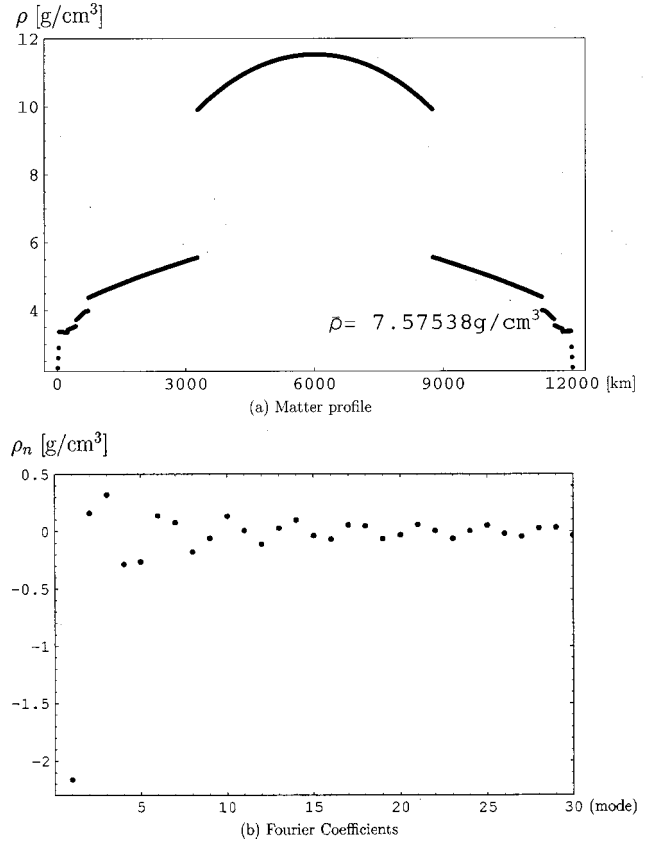 ρ [g/cm³]
12
10
8
6
4
ρ̄= 7.57538g/cm³
0 3000 6000 9000 12000 [km]
(a) Matter profile
ρₙ [g/cm³]
0.5
0
-0.5
-1
-1.5
-2
5 10 15 20 25 30 (mode)
(b) Fourier Coefficients